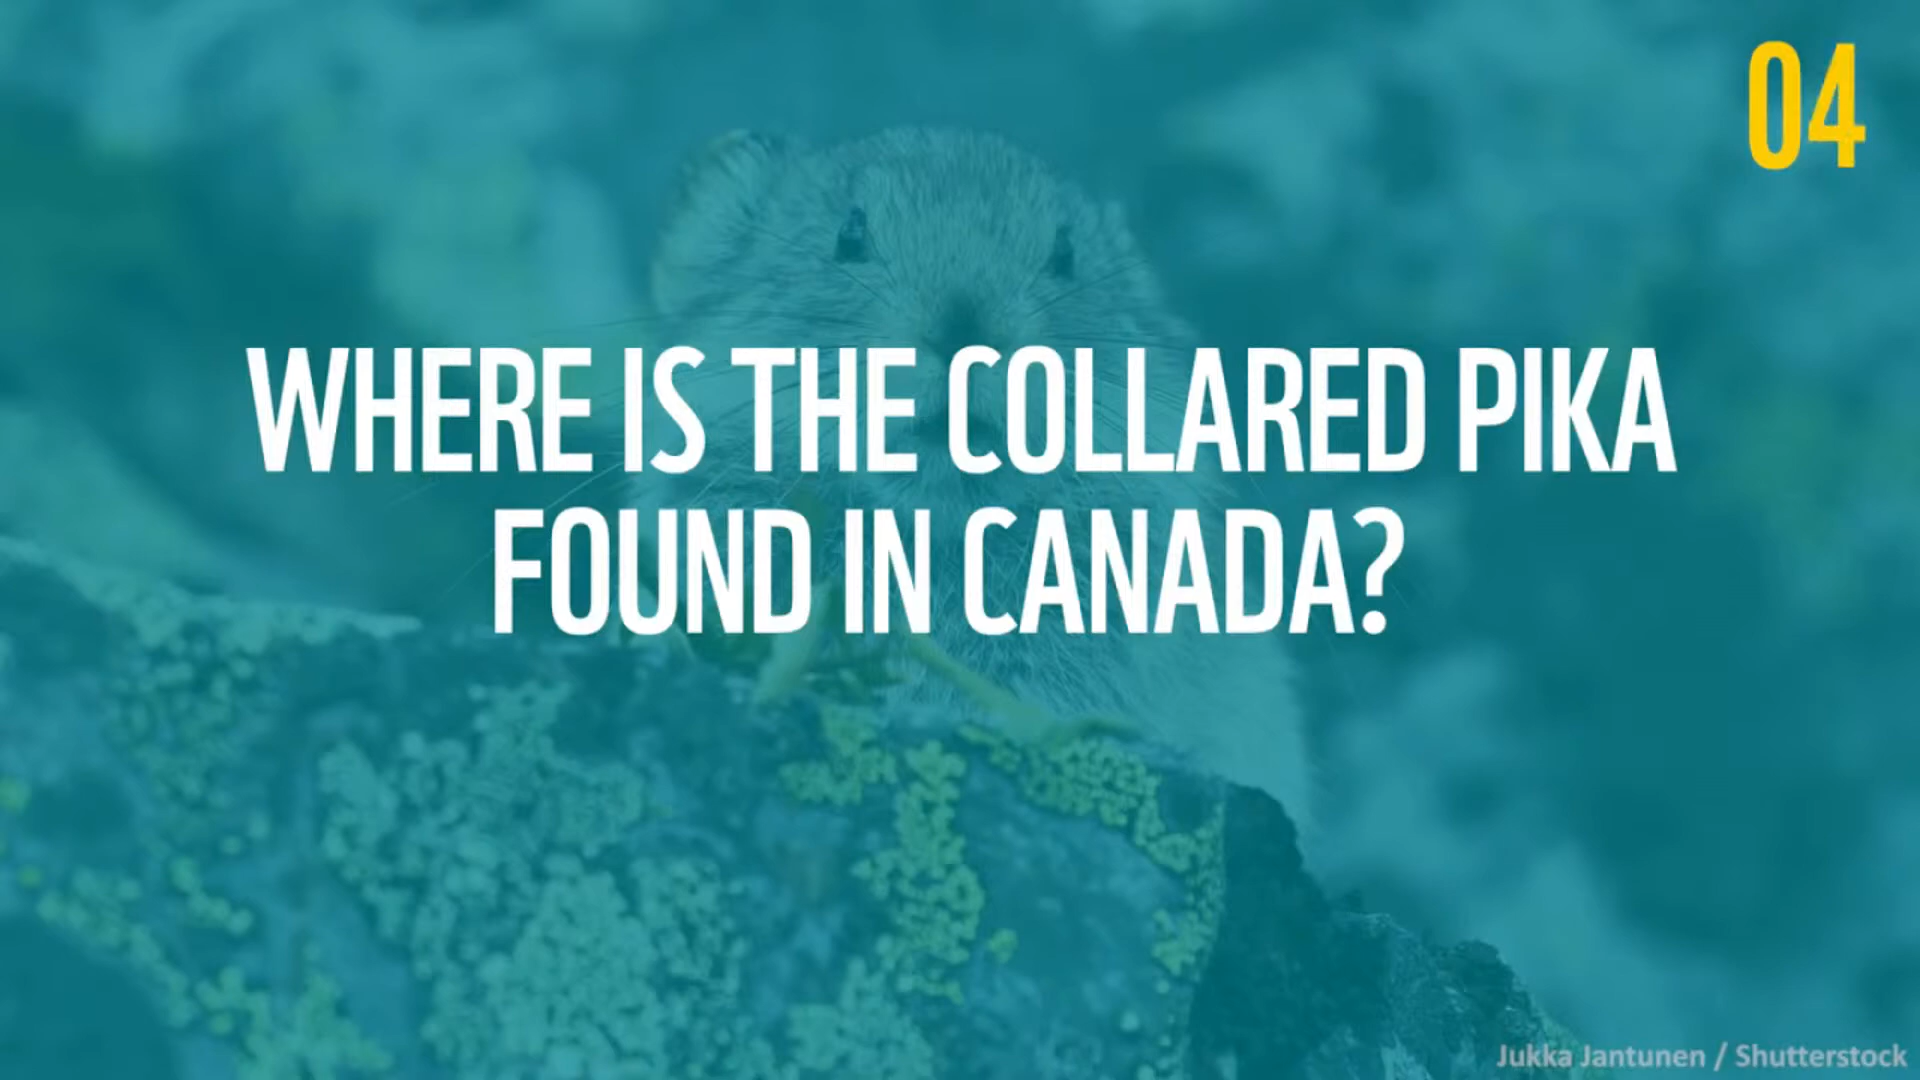 04
WHERE IS THE COLLARED PIKA
FOUND IN CANADA?
Jukka Jantunen / Shutterstock